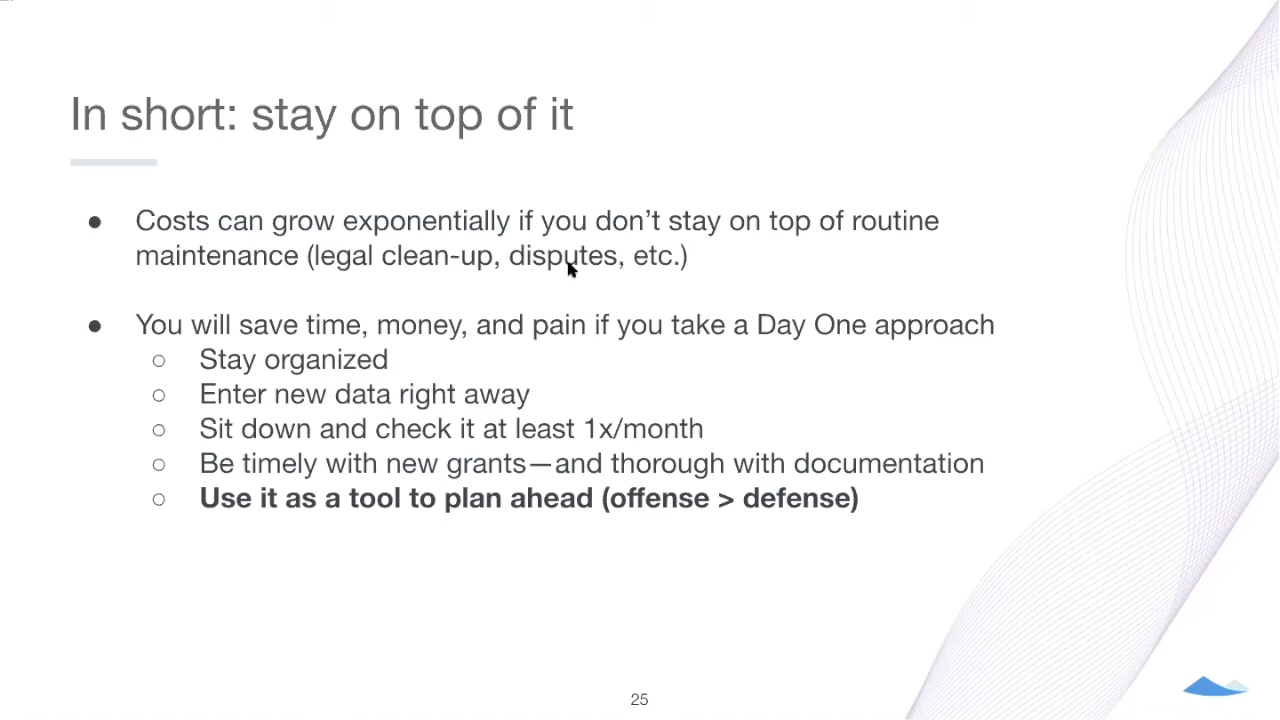 In short: stay on top of it
● Costs can grow exponentially if you don’t stay on top of routine
maintenance (legal clean-up, disputes, etc.)
● You will save time, money, and pain if you take a Day One approach
○ Stay organized
○ Enter new data right away
○ Sit down and check it at least 1x/month
○ Be timely with new grants—and thorough with documentation
○ Use it as a tool to plan ahead (offense > defense)
25